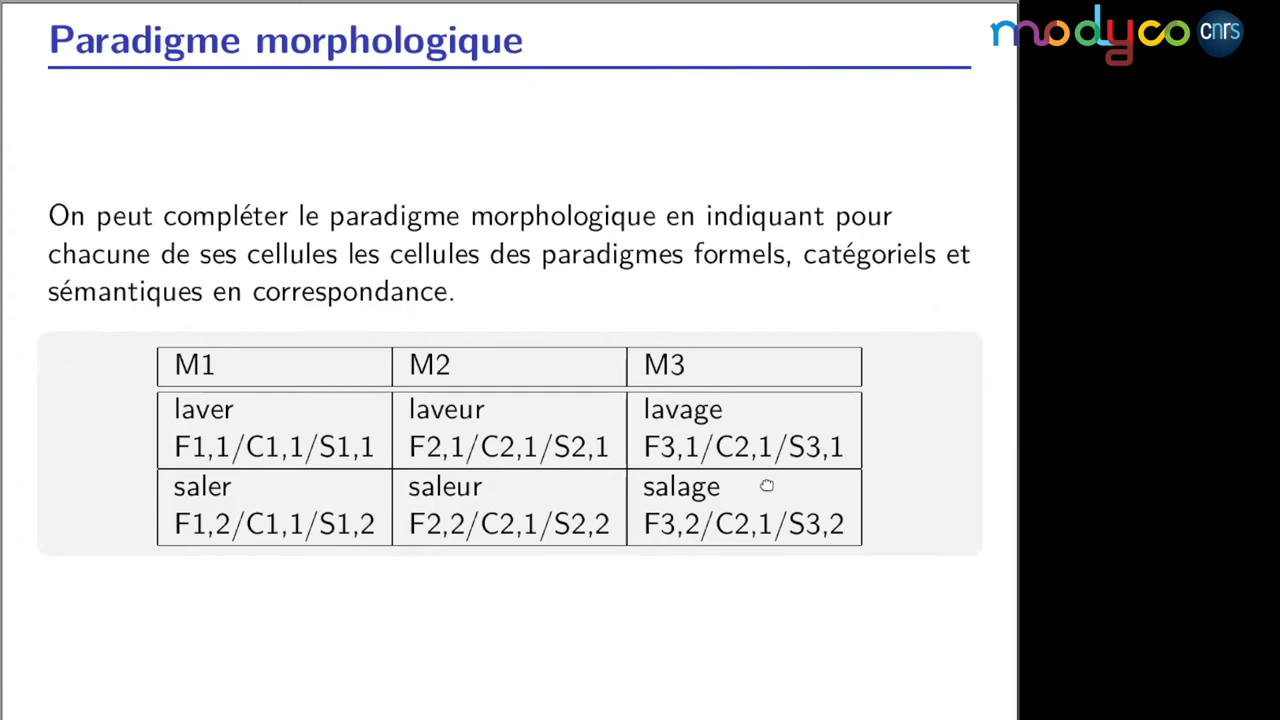 Paradigme morphologique
modyco cnrs
On peut compléter le paradigme morphologique en indiquant pour
chacune de ses cellules les cellules des paradigmes formels, catégoriels et
sémantiques en correspondance.
M1 M2 M3
laver laveur lavage
F1,1/C1,1/S1,1 F2,1/C2,1/S2,1 F3,1/C2,1/S3,1
saler saleur salage
F1,2/C1,1/S1,2 F2,2/C2,1/S2,2 F3,2/C2,1/S3,2